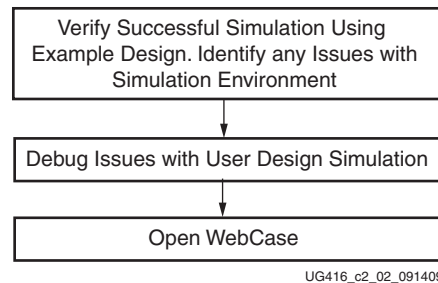 Verify Successful Simulation Using
Example Design. Identify any Issues with
Simulation Environment
Debug Issues with User Design Simulation
Open WebCase
UG416_c2_02_091409